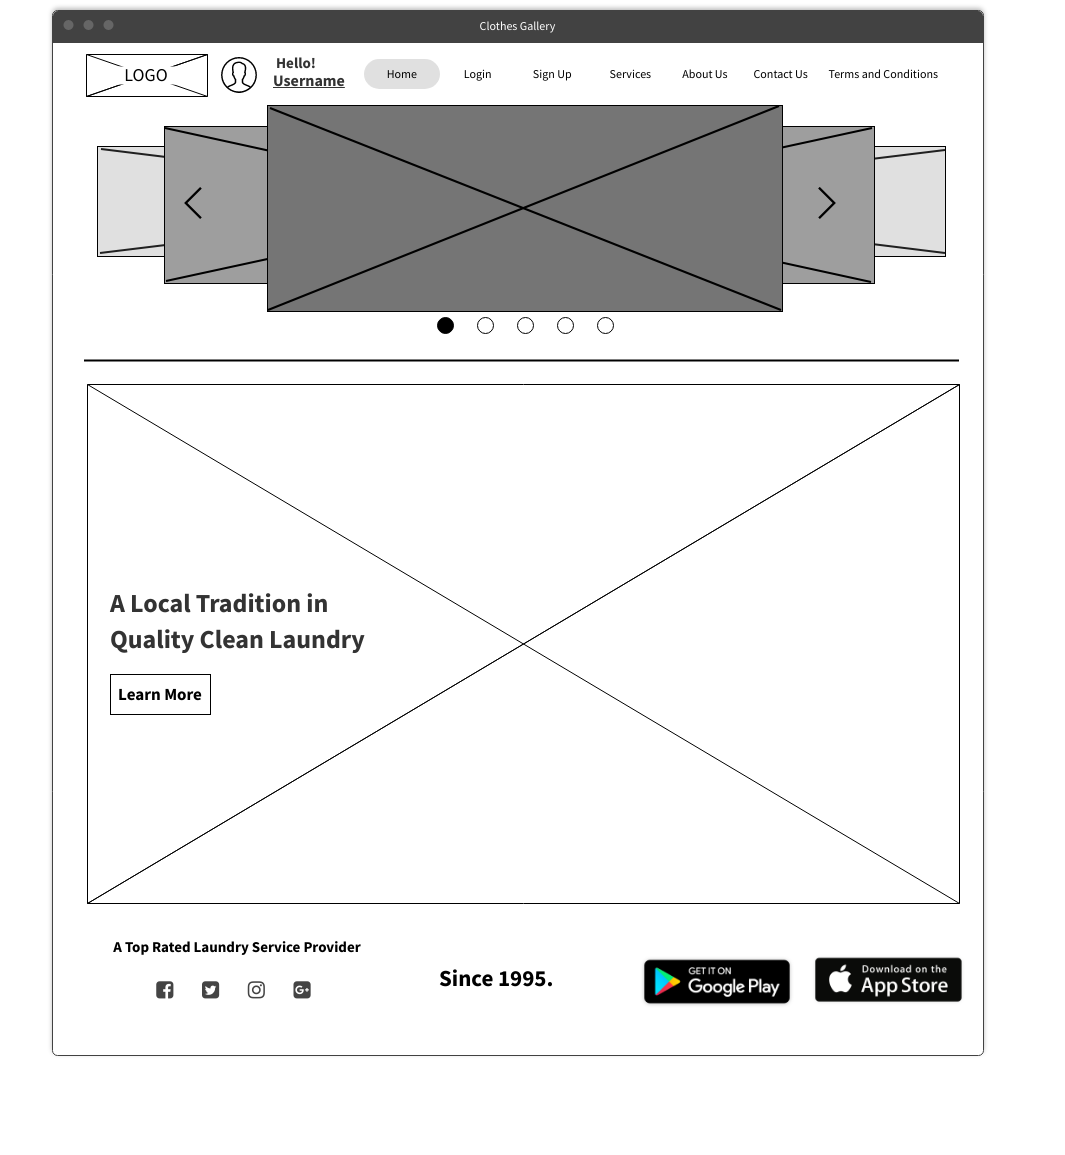 Clothes Gallery
LOGO
Hello!
Username
Home
Login
Sign Up
Services
About Us
Contact Us
Terms and Conditions
A Local Tradition in
Quality Clean Laundry
Learn More
A Top Rated Laundry Service Provider
Since 1995.
GET IT ON
Google Play
Download on the
App Store